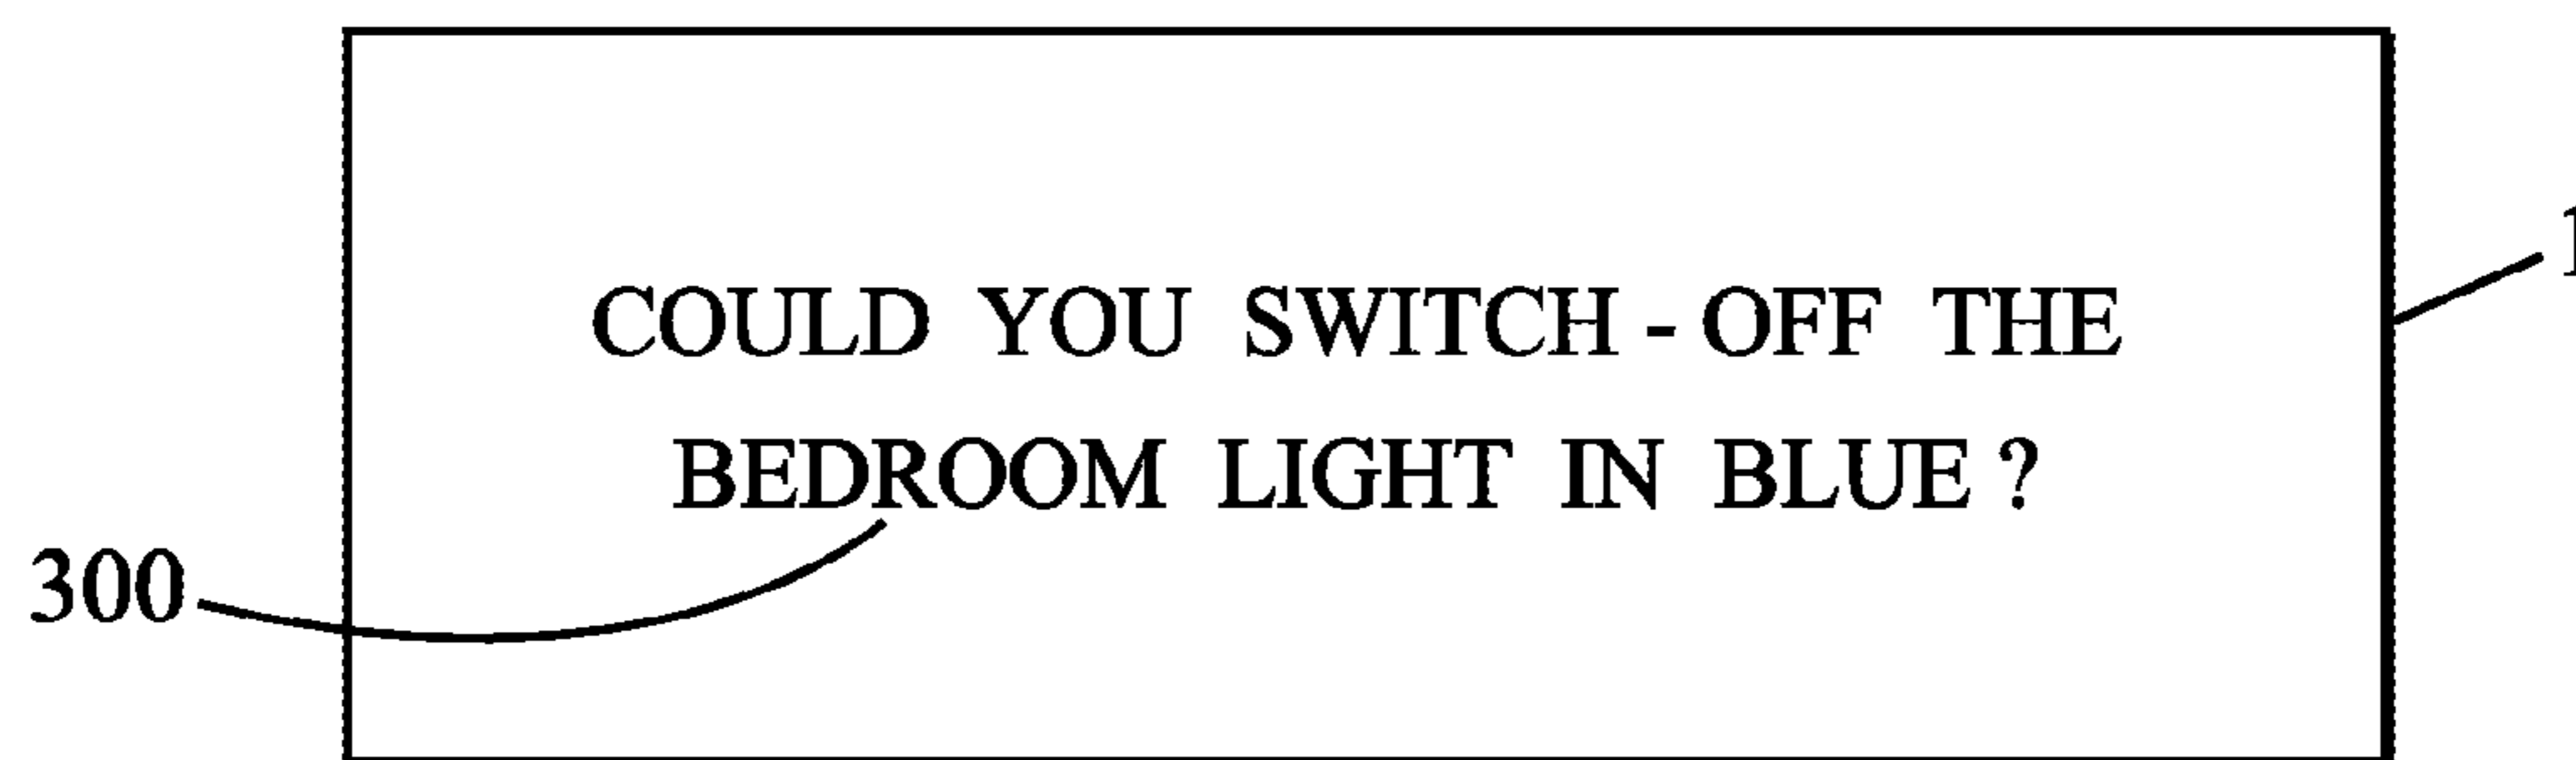 COULD YOU SWITCH - OFF THE
BEDROOM LIGHT IN BLUE ?
300